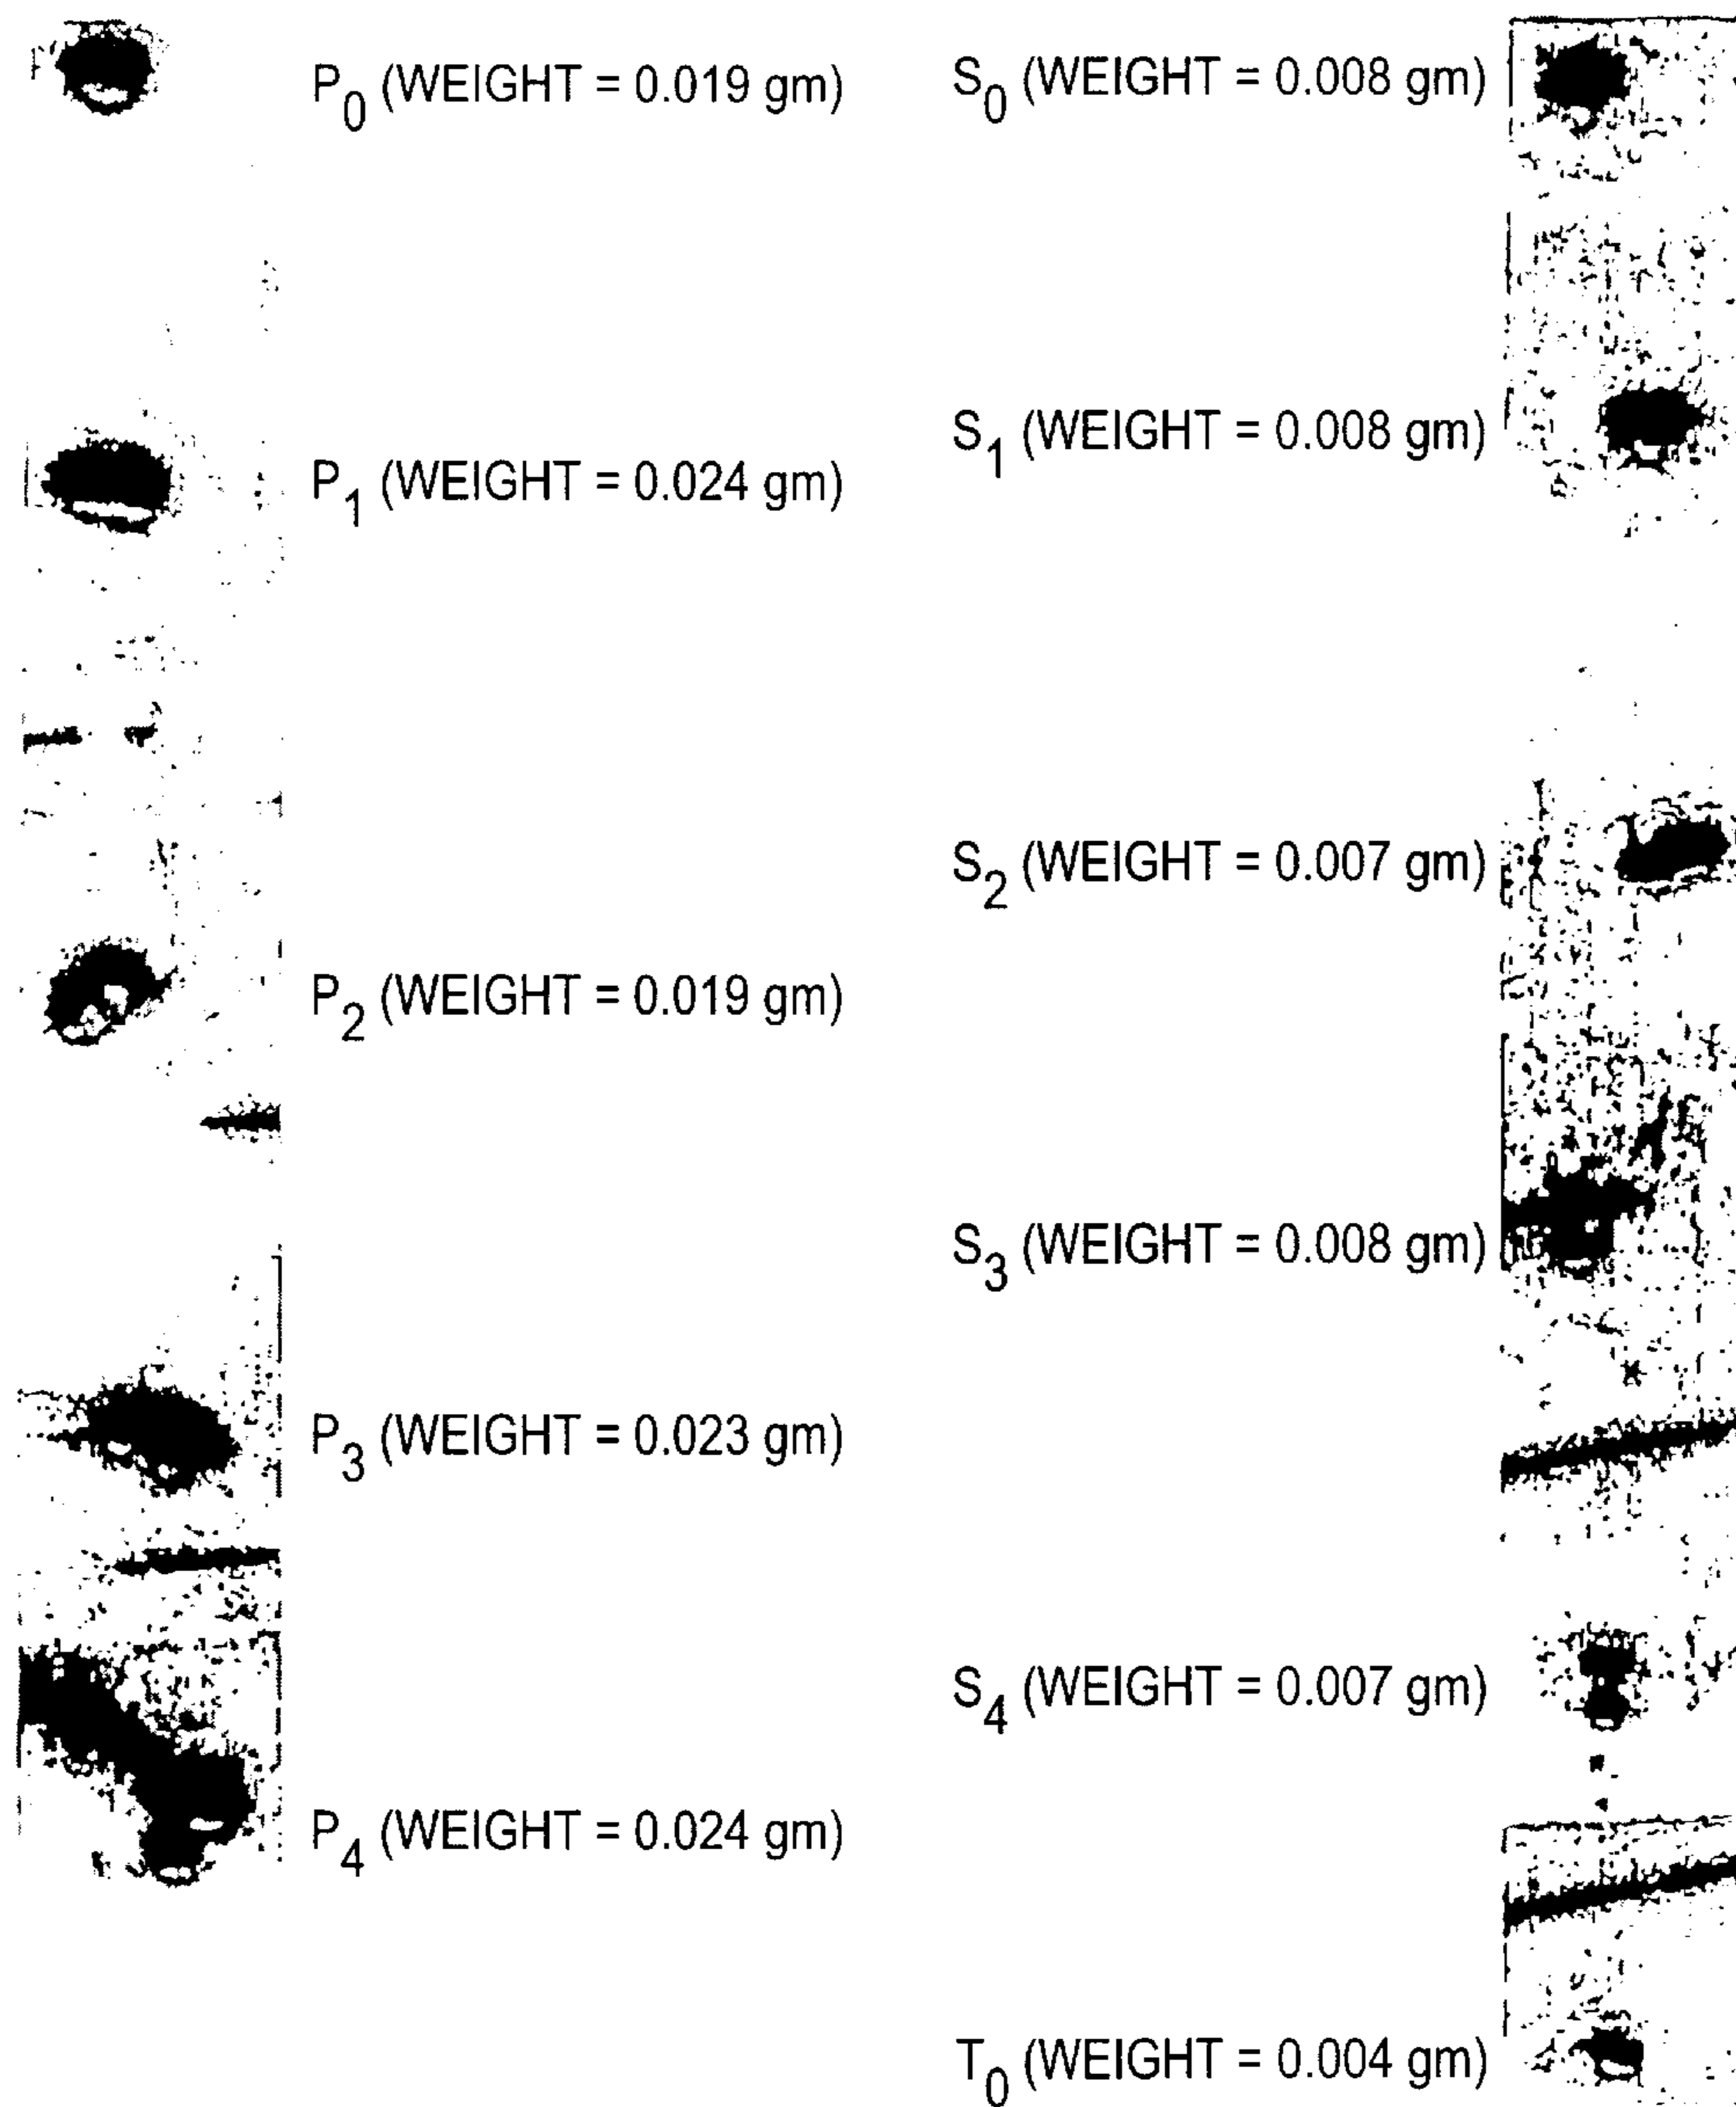 P0 (WEIGHT = 0.019 gm)
P1 (WEIGHT = 0.024 gm)
P2 (WEIGHT = 0.019 gm)
P3 (WEIGHT = 0.023 gm)
P4 (WEIGHT = 0.024 gm)
S0 (WEIGHT = 0.008 gm)
S1 (WEIGHT = 0.008 gm)
S2 (WEIGHT = 0.007 gm)
S3 (WEIGHT = 0.008 gm)
S4 (WEIGHT = 0.007 gm)
T0 (WEIGHT = 0.004 gm)